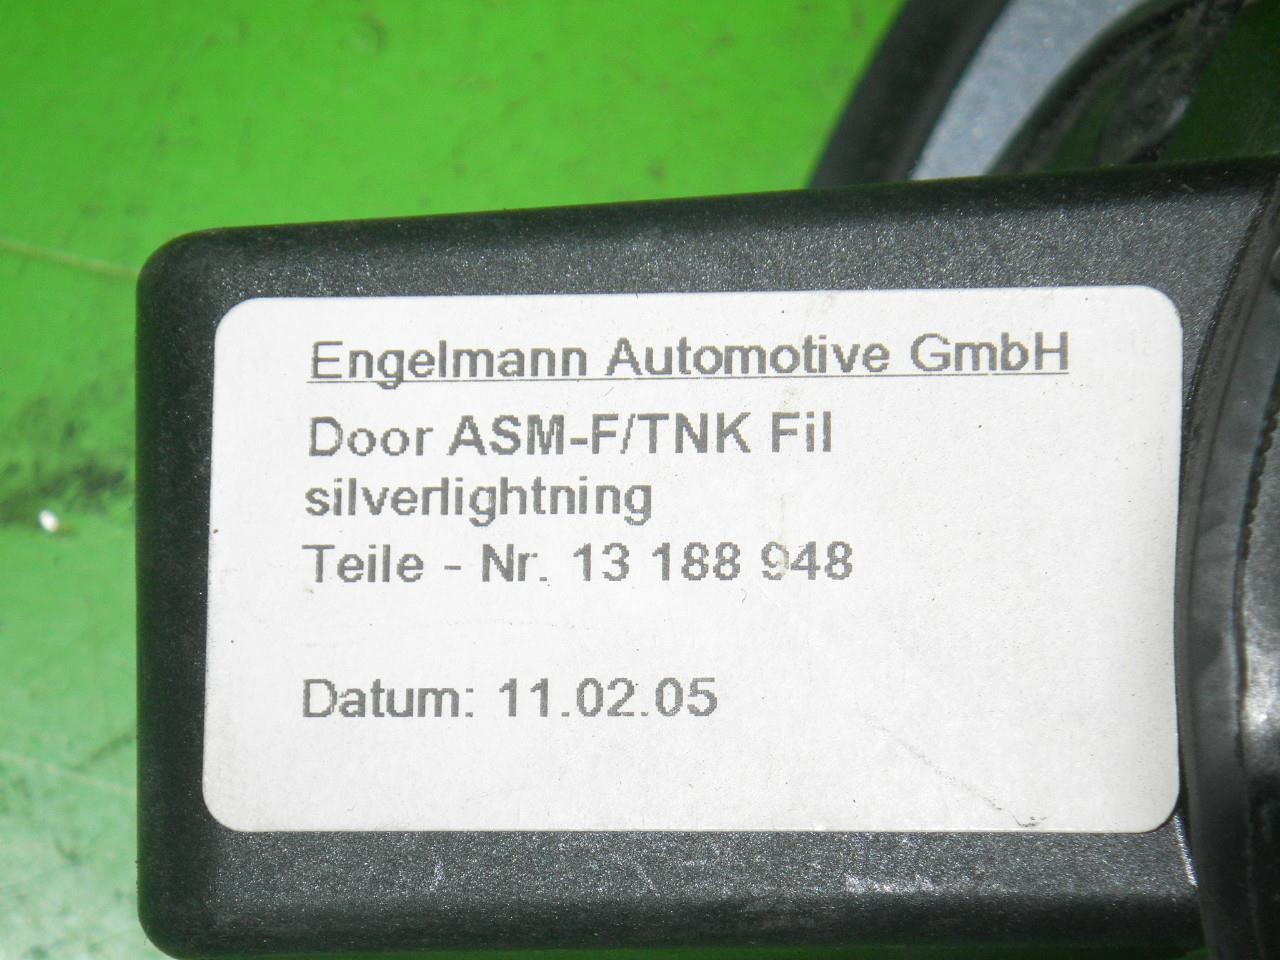 Engelmann Automotive GmbH
Door ASM-F/TNK Fil
silverlightning
Teile - Nr. 13 188 948
Datum: 11.02.05